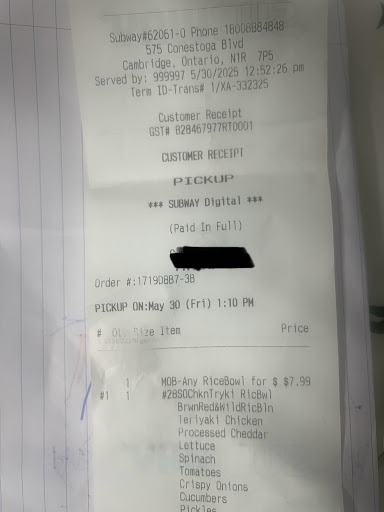 Subway#62061-0 Phone 18008884848
575 Conestoga Blvd
Cambridge, Ontario, N1R 7P5
Served by: 999997 5/30/2025 12:52:26 pm
Term ID-Trans# 1/XA-332325
Customer Receipt
GST# 828467977RT0001
CUSTOMER RECEIPT
PICKUP
*** SUBWAY Digital ***
(Paid In Full)
Order #:1719D8B7-3B
PICKUP ON:May 30 (Fri) 1:10 PM
# Qty Size Item Price
1 MOB-Any RiceBowl for $ $7.99
#1 1 #28SOChknTryki RicBwl
BrwnRed&WildRicBln
Teriyaki Chicken
Processed Cheddar
Lettuce
Spinach
Tomatoes
Crispy Onions
Cucumbers
Pickles